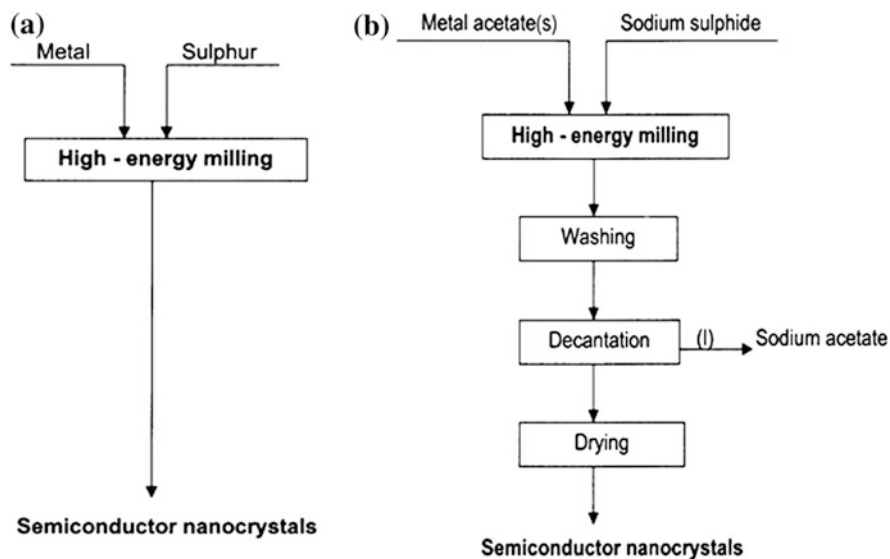 (a)
Metal
Sulphur
High - energy milling
Semiconductor nanocrystals
(b)
Metal acetate(s)
Sodium sulphide
High - energy milling
Washing
Decantation
(l)
Sodium acetate
Drying
Semiconductor nanocrystals